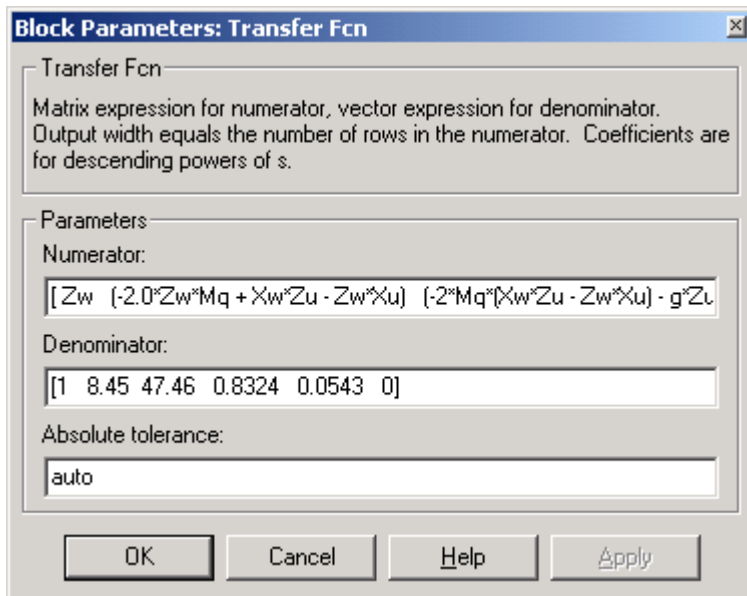 Block Parameters: Transfer Fcn
Transfer Fcn
Matrix expression for numerator, vector expression for denominator.
Output width equals the number of rows in the numerator. Coefficients are
for descending powers of s.
Parameters
Numerator:
[ Zw (-2.0*Zw*Mq + Xw*Zu - Zw*Xu) (-2*Mq*(Xw*Zu - Zw*Xu) - g*Zu
Denominator:
[1 8.45 47.46 0.8324 0.0543 0]
Absolute tolerance:
auto
OK Cancel Help Apply